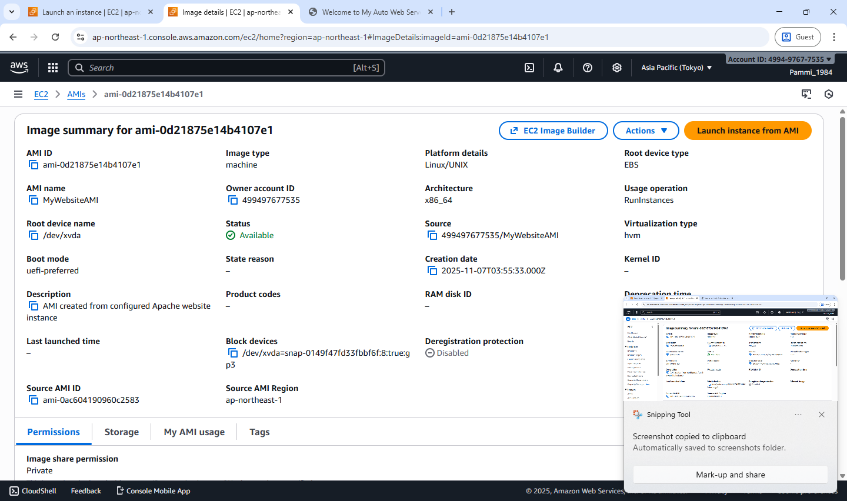 Launch an instance | EC2 | ap-n
Image details | EC2 | ap-northe
Welcome to My Auto Web Serv
ap-northeast-1.console.aws.amazon.com/ec2/home?region=ap-northeast-1#ImageDetails:imageId=ami-0d21875e14b4107e1
Guest
aws
Search
[Alt+S]
Asia Pacific (Tokyo)
Account ID: 4994-9767-7535
Pammi_1984
EC2
AMIs
ami-0d21875e14b4107e1
Image summary for ami-0d21875e14b4107e1
EC2 Image Builder
Actions
Launch instance from AMI
AMI ID
ami-0d21875e14b4107e1
Image type
machine
Platform details
Linux/UNIX
Root device type
EBS
AMI name
MyWebsiteAMI
Owner account ID
499497677535
Architecture
x86_64
Usage operation
RunInstances
Root device name
/dev/xvda
Status
Available
Source
499497677535/MyWebsiteAMI
Virtualization type
hvm
Boot mode
uefi-preferred
State reason
–
Creation date
2025-11-07T03:55:33.000Z
Kernel ID
–
Description
AMI created from configured Apache website
instance
Product codes
–
RAM disk ID
–
Deprecation time
Last launched time
–
Block devices
/dev/xvda=snap-0149f47fd33fbbf6f:8:true:g
p3
Deregistration protection
Disabled
Source AMI ID
ami-0ac604190960c2583
Source AMI Region
ap-northeast-1
Permissions
Storage
My AMI usage
Tags
Image share permission
Private
Snipping Tool
Screenshot copied to clipboard
Automatically saved to screenshots folder.
Mark-up and share
CloudShell
Feedback
Console Mobile App
© 2025, Amazon Web Services,